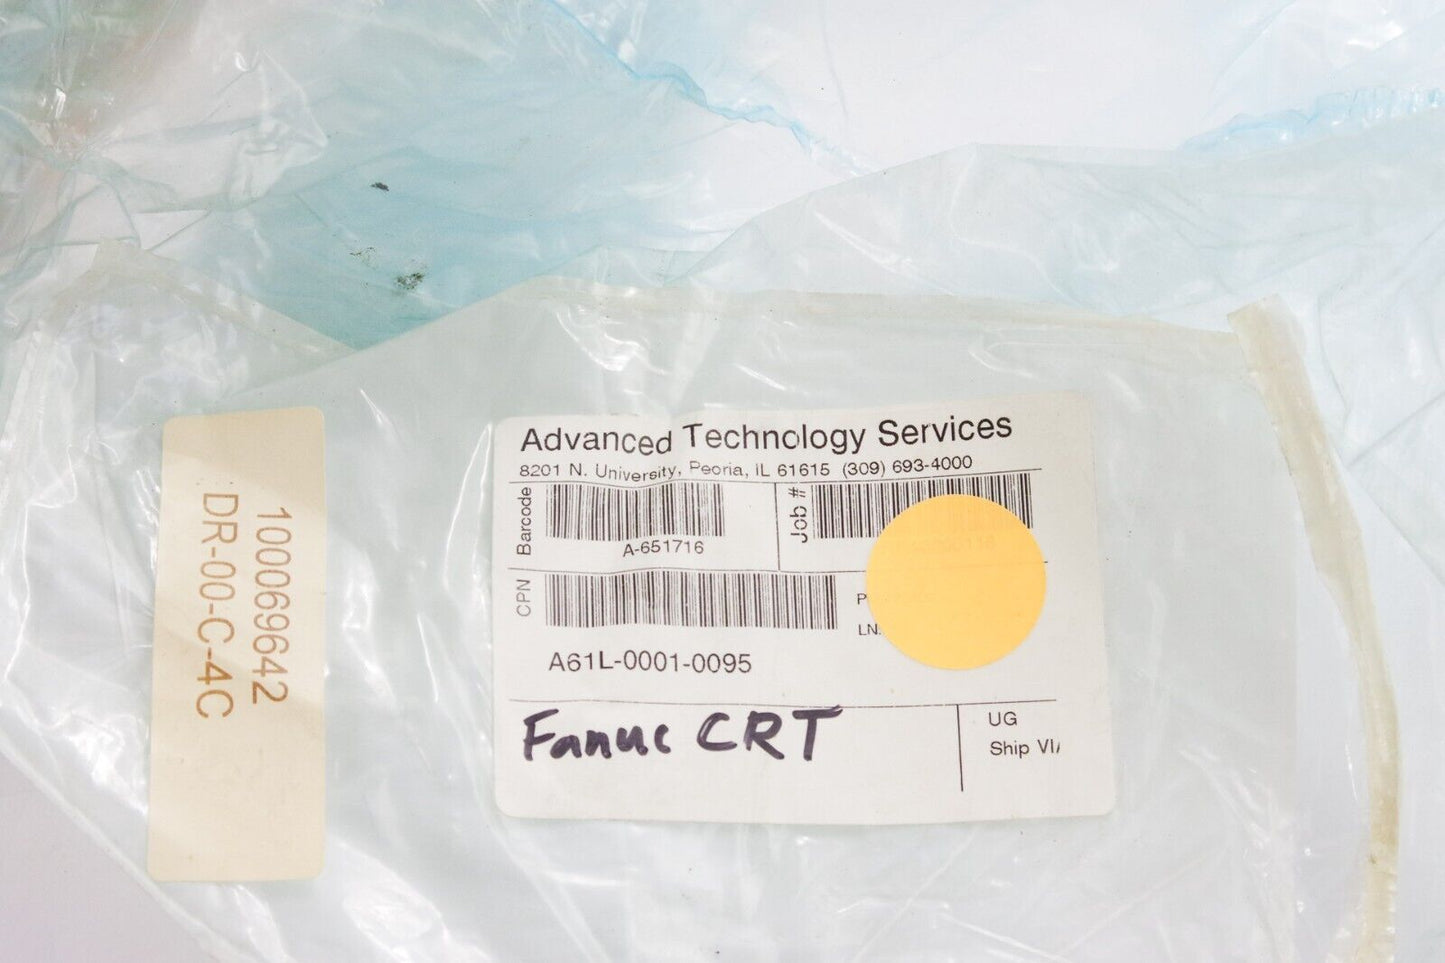 100069642
DR-00-C-4C
Advanced Technology Services
8201 N. University, Peoria, IL 61615 (309) 693-4000
Barcode
A-651716
Job #
CPN
LN.
A61L-0001-0095
Fanuc CRT
UG
Ship VIA